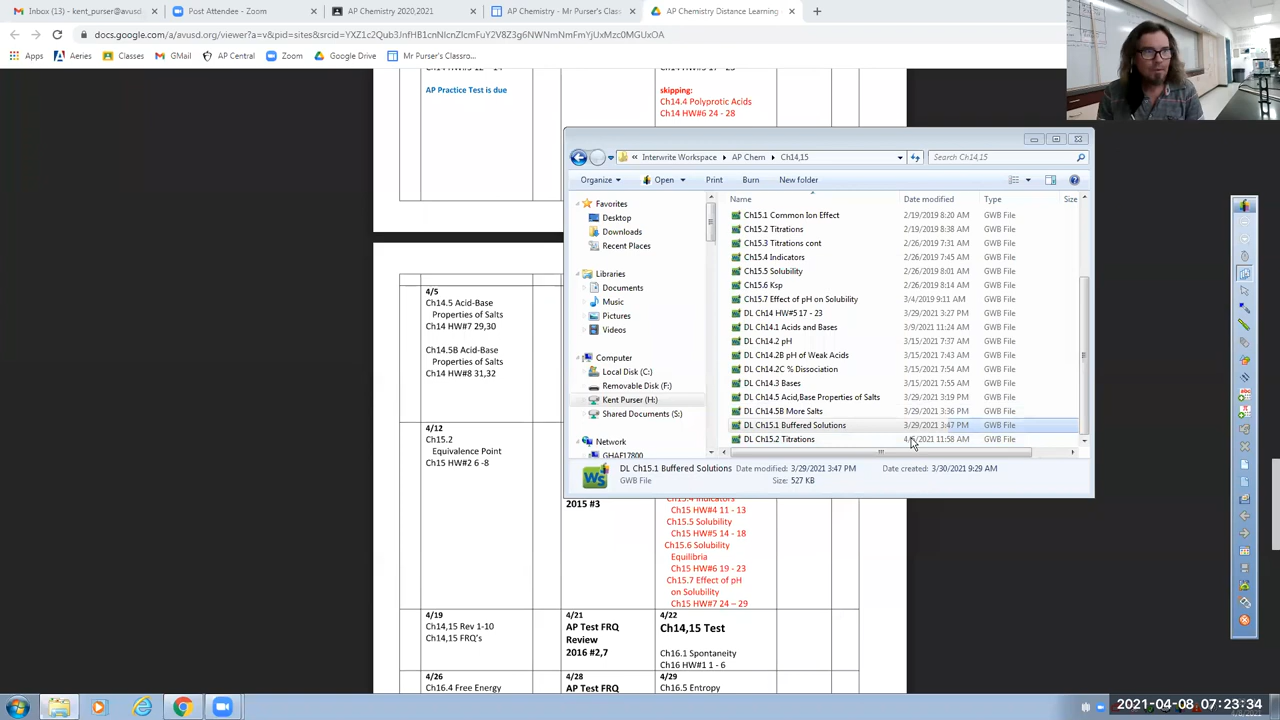 Inbox (13) - kent_purser@avusd
Post Attendee - Zoom
AP Chemistry 2020,2021
AP Chemistry - Mr Purser's Class
AP Chemistry Distance Learning
Apps
Aeries
Classes
GMail
AP Central
Zoom
Google Drive
Mr Purser's Class...
AP Practice Test is due
skipping:
Ch14.4 Polyprotic Acids
Ch14 HW#6 24 - 28
Interwrite Workspace
AP Chem
Ch14,15
Search Ch14,15
Organize
Open
Print
Burn
New folder
Name
Date modified
Type
Size
Favorites
Desktop
Downloads
Recent Places
Libraries
Documents
Music
Pictures
Videos
Computer
Local Disk (C:)
Removable Disk (F:)
Kent Purser (H:)
Shared Documents (S:)
Network
GHAF17800
Ch15.1 Common Ion Effect 2/19/2019 8:20 AM GWB File
Ch15.2 Titrations 2/19/2019 8:38 AM GWB File
Ch15.3 Titrations cont 2/26/2019 7:31 AM GWB File
Ch15.4 Indicators 2/26/2019 7:45 AM GWB File
Ch15.5 Solubility 2/26/2019 8:01 AM GWB File
Ch15.6 Ksp 2/26/2019 8:14 AM GWB File
Ch15.7 Effect of pH on Solubility 3/4/2019 9:11 AM GWB File
DL Ch14 HW#5 17 - 23 3/29/2021 3:27 PM GWB File
DL Ch14.1 Acids and Bases 3/9/2021 11:24 AM GWB File
DL Ch14.2 pH 3/15/2021 7:37 AM GWB File
DL Ch14.2B pH of Weak Acids 3/15/2021 7:43 AM GWB File
DL Ch14.2C % Dissociation 3/15/2021 7:54 AM GWB File
DL Ch14.3 Bases 3/15/2021 7:55 AM GWB File
DL Ch14.5 Acid,Base Properties of Salts 3/29/2021 3:19 PM GWB File
DL Ch14.5B More Salts 3/29/2021 3:36 PM GWB File
DL Ch15.1 Buffered Solutions 3/29/2021 3:47 PM GWB File
DL Ch15.2 Titrations 11:58 AM GWB File
DL Ch15.1 Buffered Solutions Date modified: 3/29/2021 3:47 PM Date created: 3/30/2021 9:29 AM
GWB File Size: 527 KB
4/5
Ch14.5 Acid-Base
Properties of Salts
Ch14 HW#7 29,30
Ch14.5B Acid-Base
Properties of Salts
Ch14 HW#8 31,32
4/12
Ch15.2
Equivalence Point
Ch15 HW#2 6 -8
2015 #3
Ch15 HW#4 11 - 13
Ch15.5 Solubility
Ch15 HW#5 14 - 18
Ch15.6 Solubility
Equilibria
Ch15 HW#6 19 - 23
Ch15.7 Effect of pH
on Solubility
Ch15 HW#7 24 – 29
4/19
Ch14,15 Rev 1-10
Ch14,15 FRQ's
4/21
AP Test FRQ
Review
2016 #2,7
4/22
Ch14,15 Test
Ch16.1 Spontaneity
Ch16 HW#1 1 - 6
4/26
Ch16.4 Free Energy
4/28
AP Test FRQ
4/29
Ch16.5 Entropy
2021-04-08 07:23:34